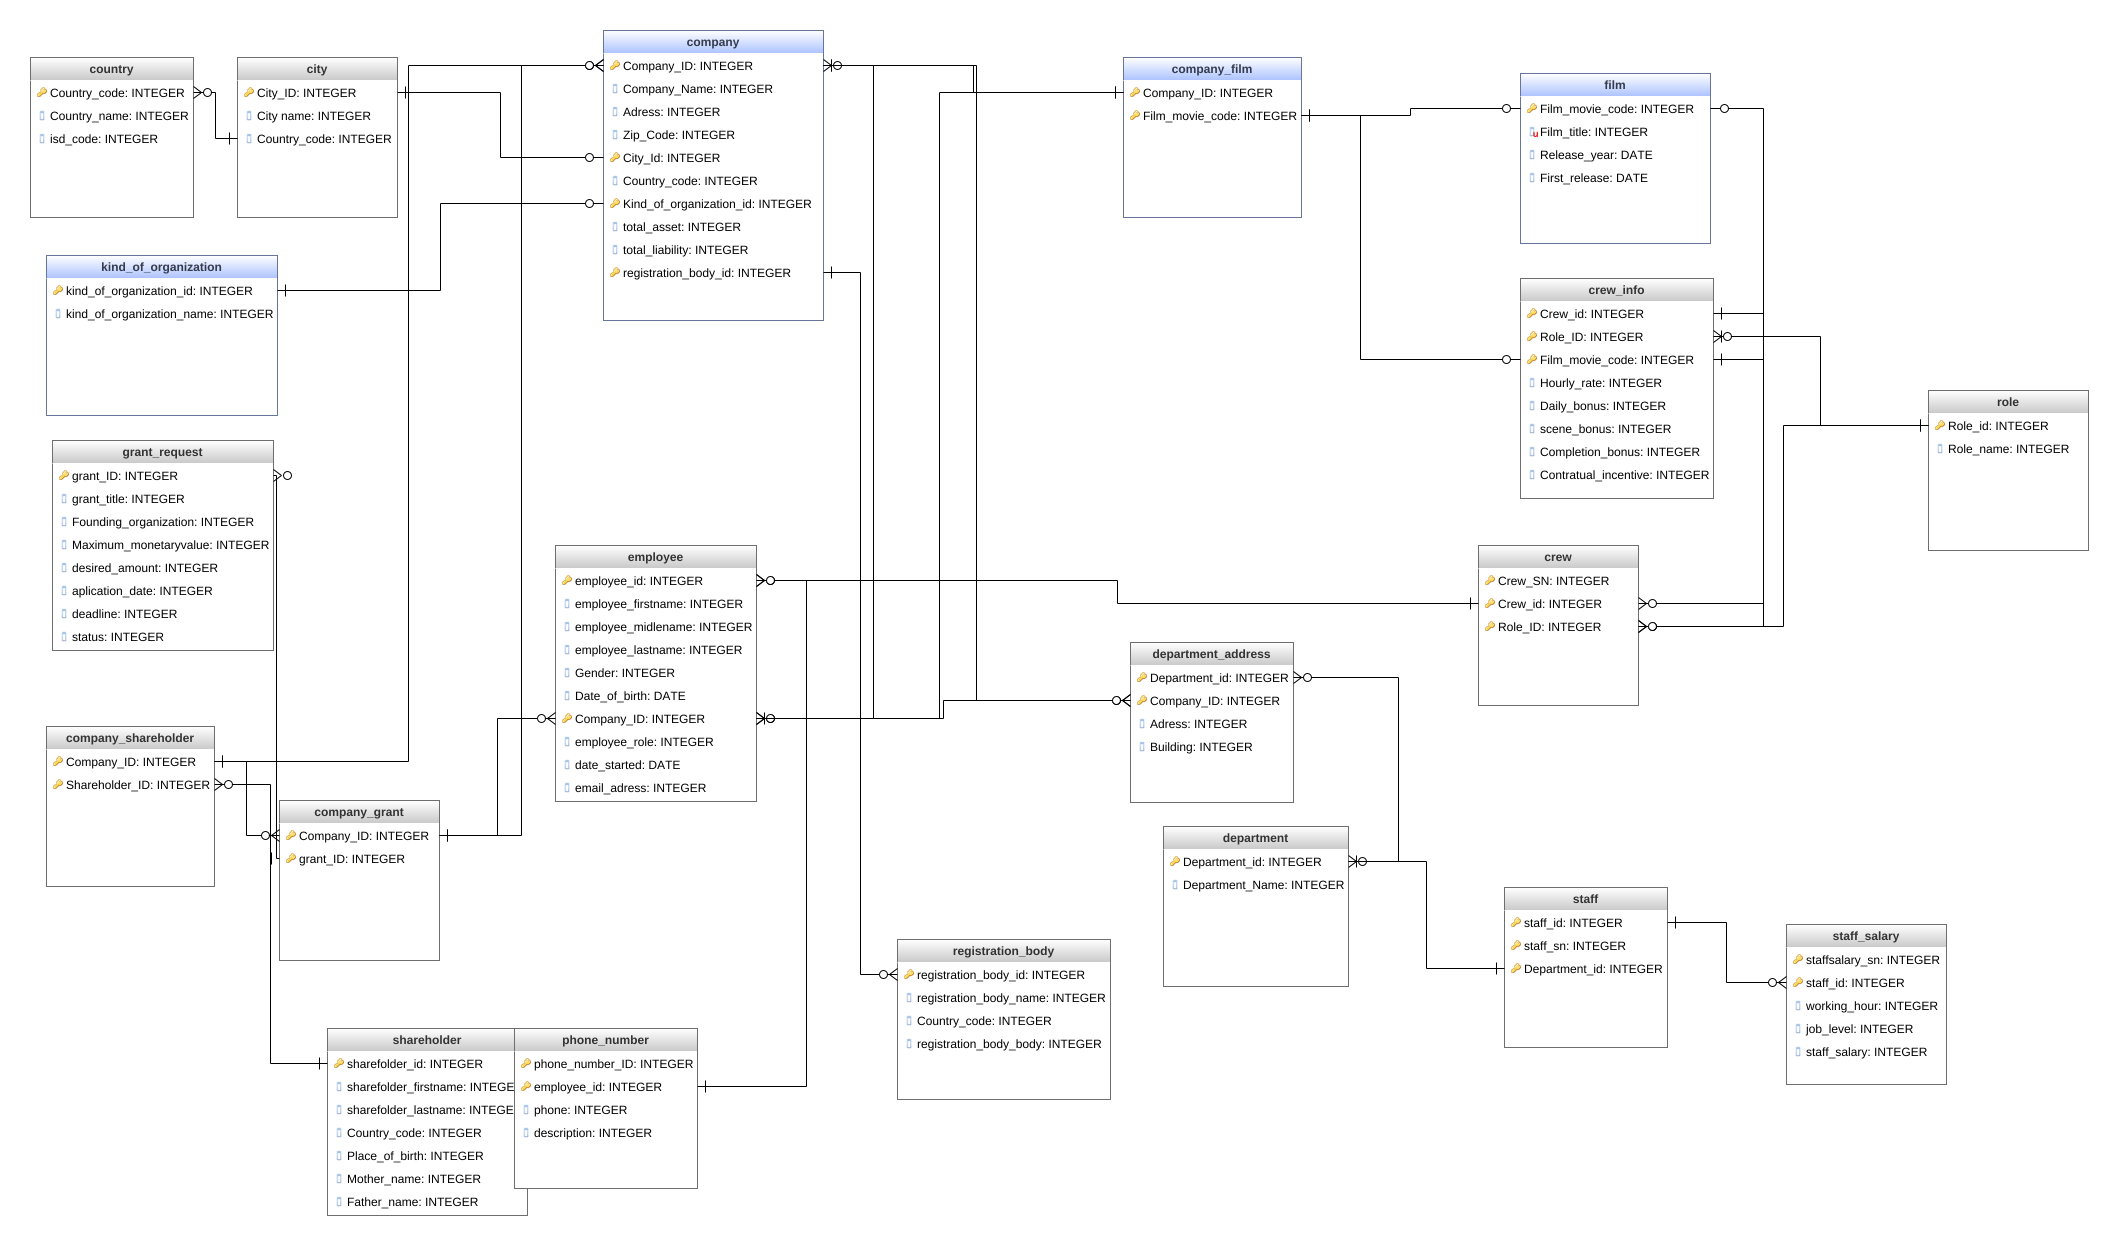 country
Country_code: INTEGER
Country_name: INTEGER
isd_code: INTEGER
city
City_ID: INTEGER
City name: INTEGER
Country_code: INTEGER
company
Company_ID: INTEGER
Company_Name: INTEGER
Adress: INTEGER
Zip_Code: INTEGER
City_Id: INTEGER
Country_code: INTEGER
Kind_of_organization_id: INTEGER
total_asset: INTEGER
total_liability: INTEGER
registration_body_id: INTEGER
company_film
Company_ID: INTEGER
Film_movie_code: INTEGER
film
Film_movie_code: INTEGER
Film_title: INTEGER
Release_year: DATE
First_release: DATE
kind_of_organization
kind_of_organization_id: INTEGER
kind_of_organization_name: INTEGER
crew_info
Crew_id: INTEGER
Role_ID: INTEGER
Film_movie_code: INTEGER
Hourly_rate: INTEGER
Daily_bonus: INTEGER
scene_bonus: INTEGER
Completion_bonus: INTEGER
Contratual_incentive: INTEGER
role
Role_id: INTEGER
Role_name: INTEGER
grant_request
grant_ID: INTEGER
grant_title: INTEGER
Founding_organization: INTEGER
Maximum_monetaryvalue: INTEGER
desired_amount: INTEGER
aplication_date: INTEGER
deadline: INTEGER
status: INTEGER
employee
employee_id: INTEGER
employee_firstname: INTEGER
employee_midlename: INTEGER
employee_lastname: INTEGER
Gender: INTEGER
Date_of_birth: DATE
Company_ID: INTEGER
employee_role: INTEGER
date_started: DATE
email_adress: INTEGER
crew
Crew_SN: INTEGER
Crew_id: INTEGER
Role_ID: INTEGER
department_address
Department_id: INTEGER
Company_ID: INTEGER
Adress: INTEGER
Building: INTEGER
company_shareholder
Company_ID: INTEGER
Shareholder_ID: INTEGER
company_grant
Company_ID: INTEGER
grant_ID: INTEGER
department
Department_id: INTEGER
Department_Name: INTEGER
staff
staff_id: INTEGER
staff_sn: INTEGER
Department_id: INTEGER
staff_salary
staffsalary_sn: INTEGER
staff_id: INTEGER
working_hour: INTEGER
job_level: INTEGER
staff_salary: INTEGER
registration_body
registration_body_id: INTEGER
registration_body_name: INTEGER
Country_code: INTEGER
registration_body_body: INTEGER
shareholder
sharefolder_id: INTEGER
sharefolder_firstname: INTEGE
sharefolder_lastname: INTEGE
Country_code: INTEGER
Place_of_birth: INTEGER
Mother_name: INTEGER
Father_name: INTEGER
phone_number
phone_number_ID: INTEGER
employee_id: INTEGER
phone: INTEGER
description: INTEGER